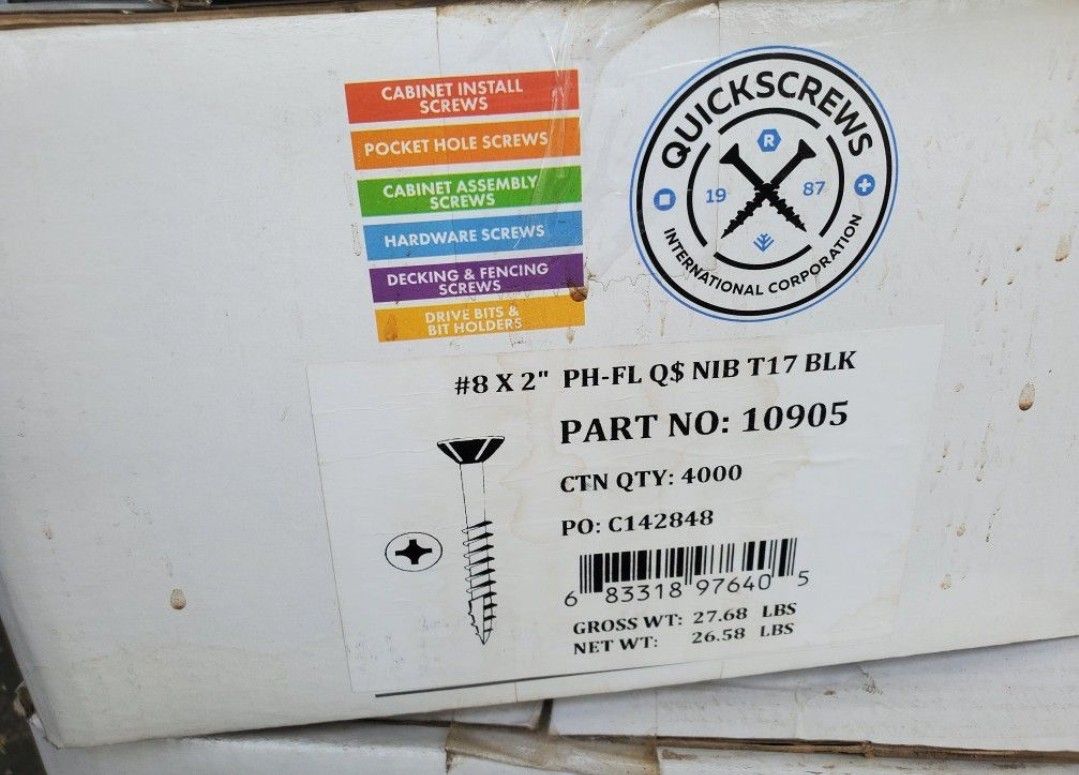 CABINET INSTALL
SCREWS
POCKET HOLE SCREWS
CABINET ASSEMBLY
SCREWS
HARDWARE SCREWS
DECKING & FENCING
SCREWS
DRIVE BITS &
BIT HOLDERS
QUICKSCREWS
R
19 87
INTERNATIONAL CORPORATION
#8 X 2" PH-FL Q$ NIB T17 BLK
PART NO: 10905
CTN QTY: 4000
PO: C142848
6 83318 97640 5
GROSS WT: 27.68 LBS
NET WT: 26.58 LBS